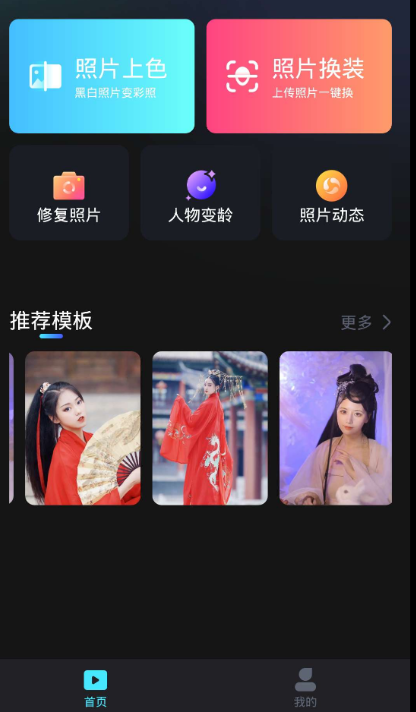 照片上色
黑白照片变彩照
照片换装
上传照片一键换
修复照片
人物变龄
照片动态
推荐模板
更多
首页
我的